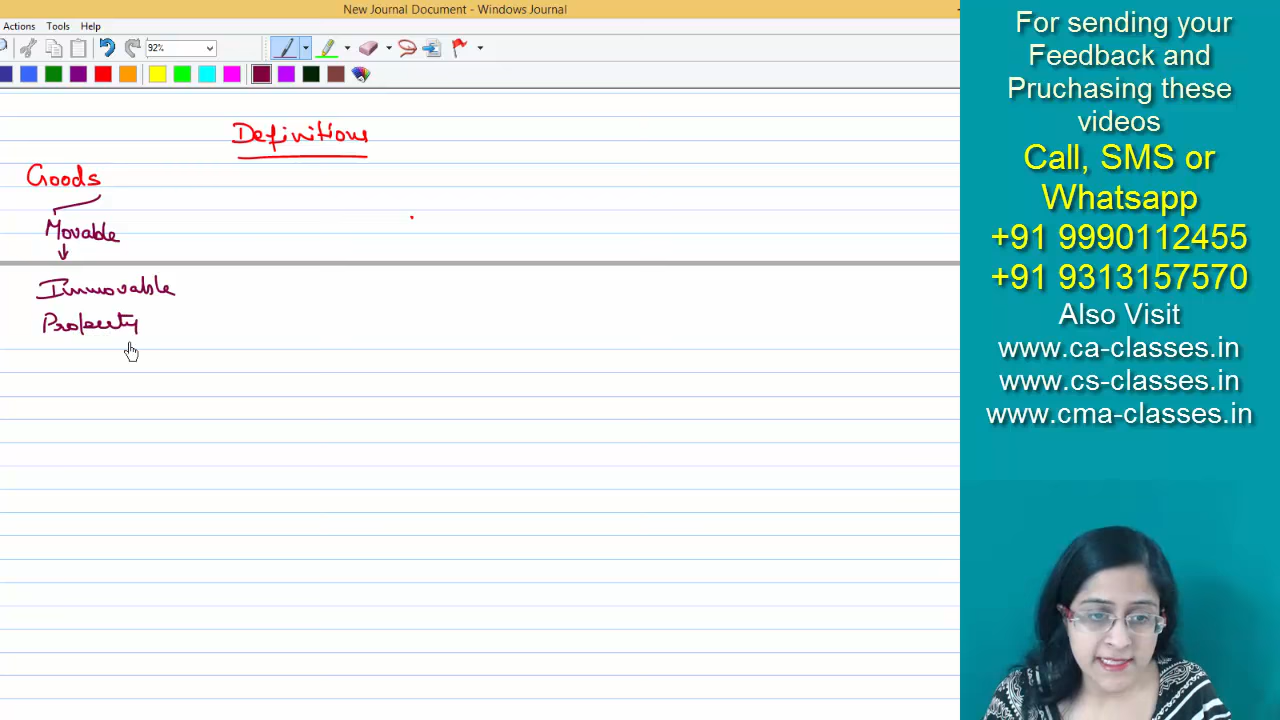 New Journal Document - Windows Journal
Actions Tools Help
92%
Definitions
Goods
Movable
Immovable
Property
For sending your
Feedback and
Pruchasing these
videos
Call, SMS or
Whatsapp
+91 9990112455
+91 9313157570
Also Visit
www.ca-classes.in
www.cs-classes.in
www.cma-classes.in